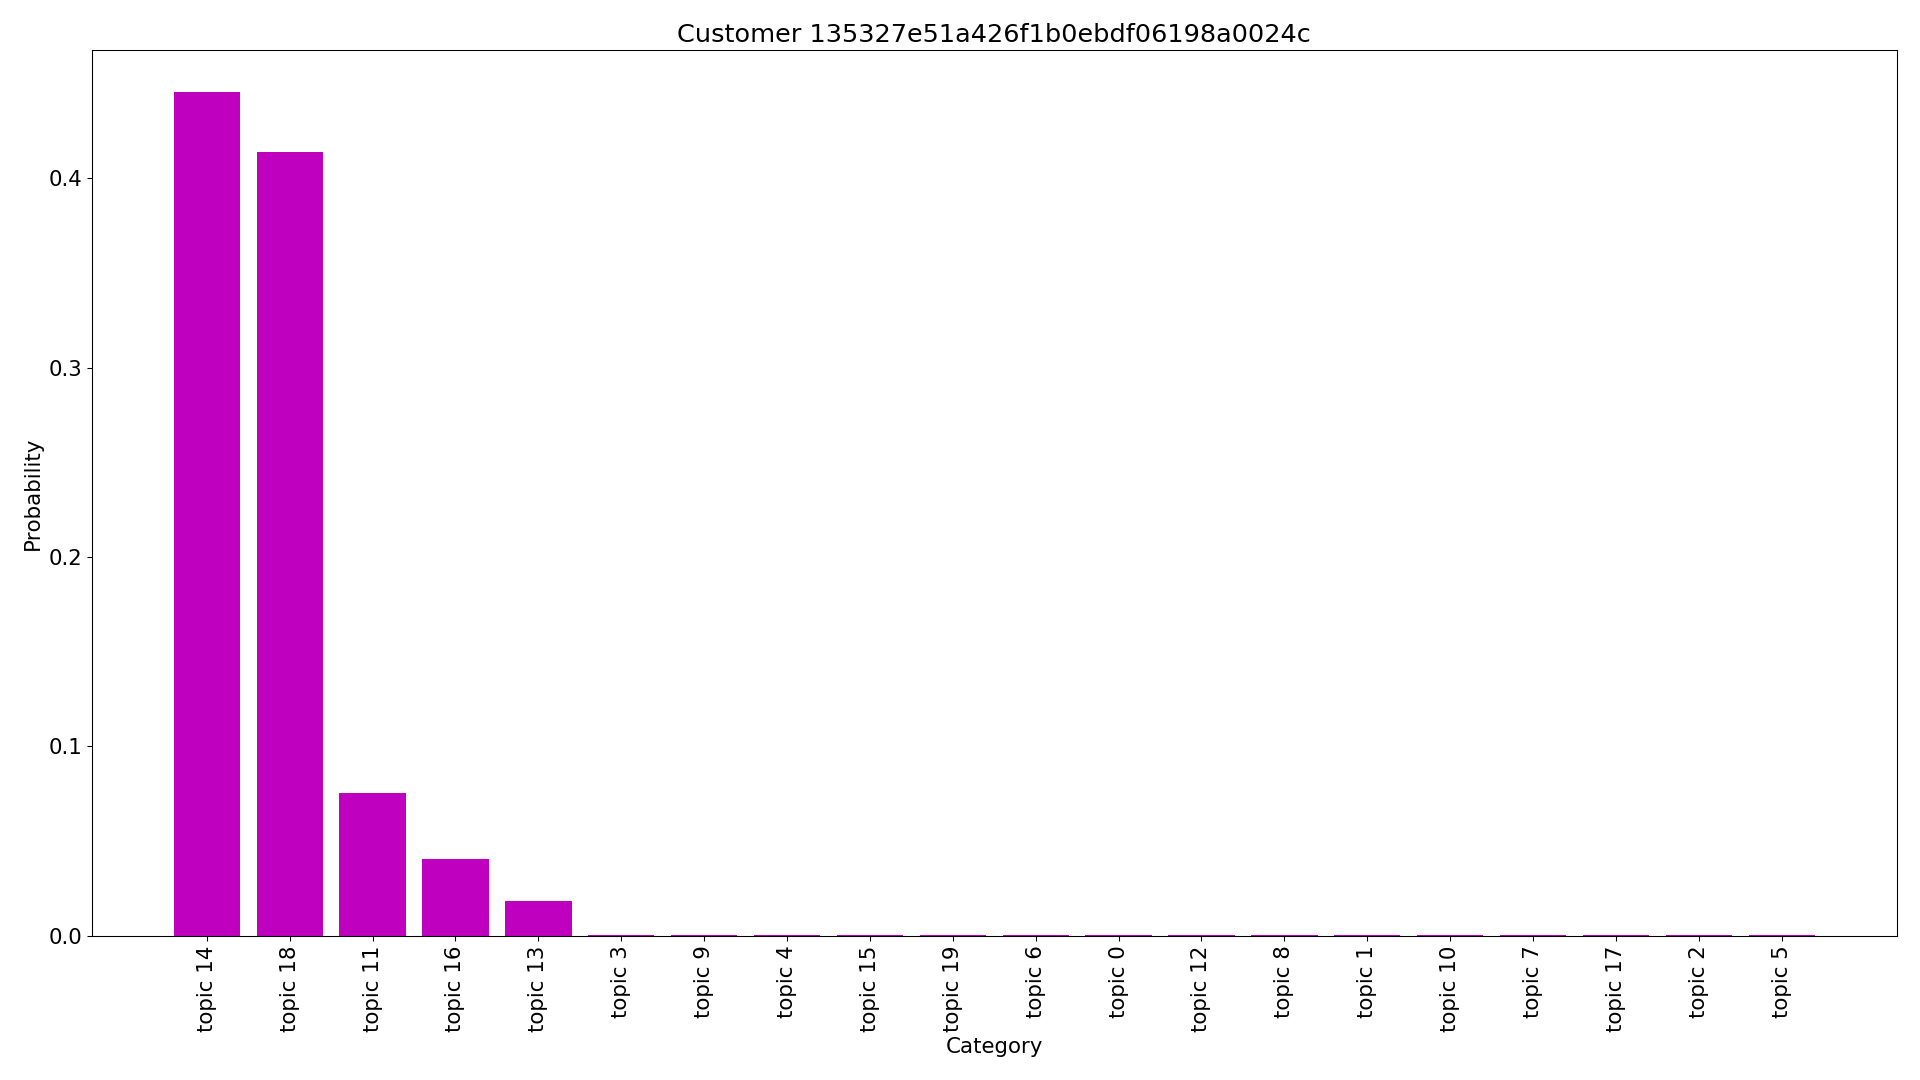 Customer 135327e51a426f1b0ebdf06198a0024c
Probability
0.4
0.3
0.2
0.1
0.0
topic 14
topic 18
topic 11
topic 16
topic 13
topic 3
topic 9
topic 4
topic 15
topic 19
topic 6
topic 0
topic 12
topic 8
topic 1
topic 10
topic 7
topic 17
topic 2
topic 5
Category